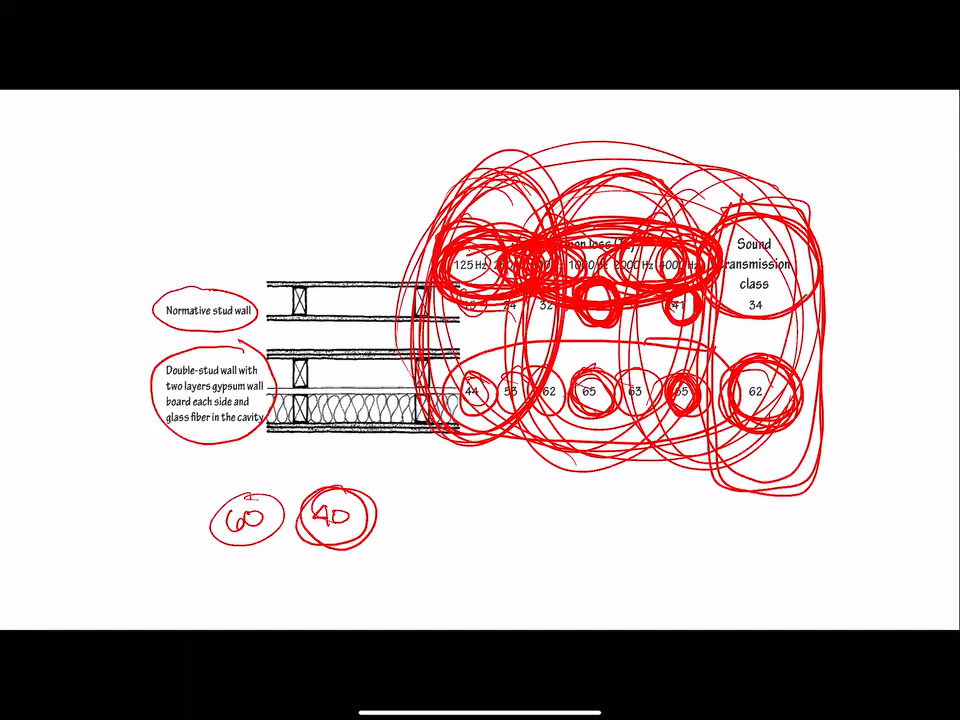 Sound
transmission
class
125 Hz 1000 Hz 2000 Hz 4000 Hz
Normative stud wall
24 32 41 34
Double-stud wall with
two layers gypsum wall
board each side and
glass fiber in the cavity
44 53 62 65 63 65 62
60 40